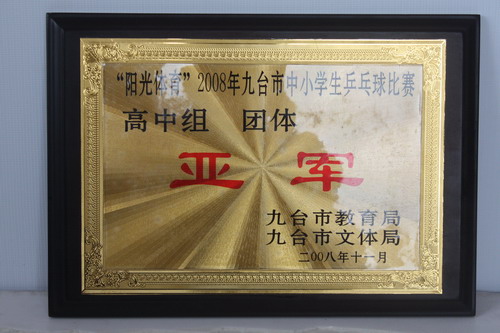 “阳光体育”2008年九台市中小学生乒乓球比赛
高中组 团体
亚军
九台市教育局
九台市文体局
二00八年十一月